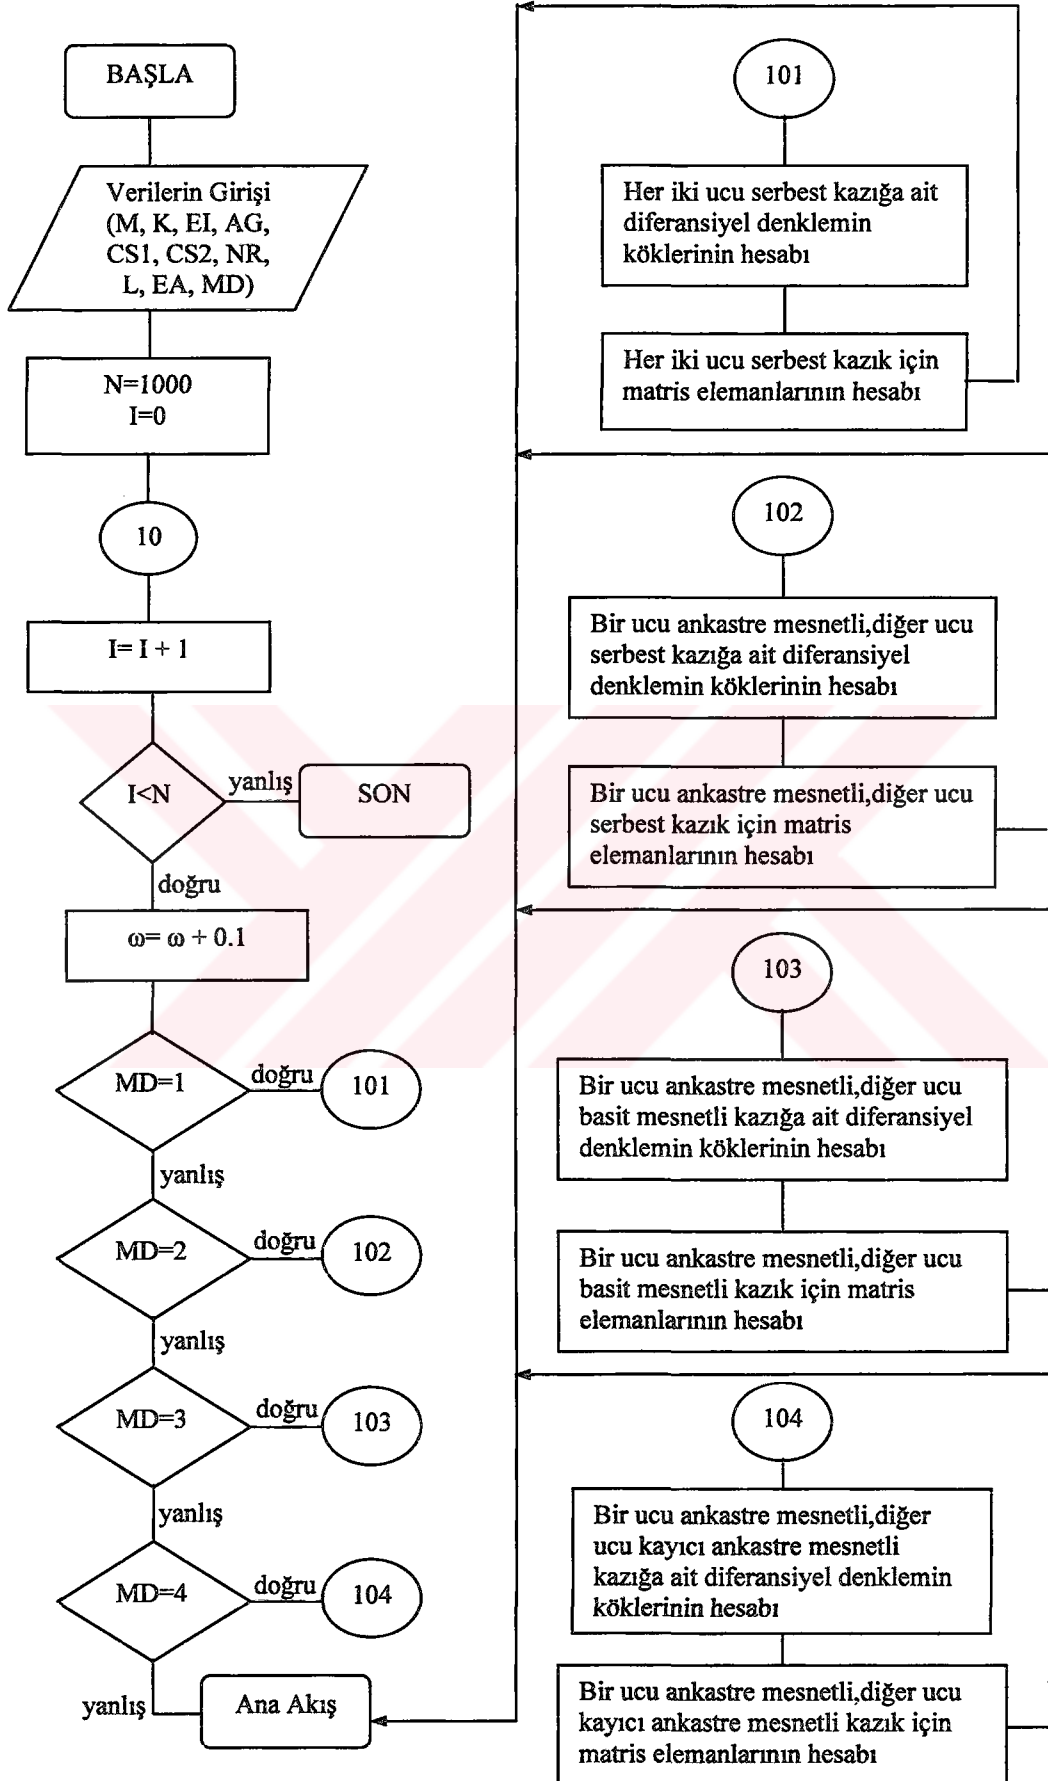 BAŞLA
Verilerin Girişi
(M, K, EI, AG,
CS1, CS2, NR,
L, EA, MD)
N=1000
I=0
10
I= I + 1
I<N
yanlış
SON
doğru
ω= ω + 0.1
MD=1
doğru
101
yanlış
MD=2
doğru
102
yanlış
MD=3
doğru
103
yanlış
MD=4
doğru
104
yanlış
Ana Akış
101
Her iki ucu serbest kazığa ait
diferansiyel denklemin
köklerinin hesabı
Her iki ucu serbest kazık için
matris elemanlarının hesabı
102
Bir ucu ankastre mesnetli,diğer ucu
serbest kazığa ait diferansiyel
denklemin köklerinin hesabı
Bir ucu ankastre mesnetli,diğer ucu
serbest kazık için matris
elemanlarının hesabı
103
Bir ucu ankastre mesnetli,diğer ucu
basit mesnetli kazığa ait diferansiyel
denklemin köklerinin hesabı
Bir ucu ankastre mesnetli,diğer ucu
basit mesnetli kazık için matris
elemanlarının hesabı
104
Bir ucu ankastre mesnetli,diğer
ucu kayıcı ankastre mesnetli
kazığa ait diferansiyel denklemin
köklerinin hesabı
Bir ucu ankastre mesnetli,diğer ucu
kayıcı ankastre mesnetli kazık için
matris elemanlarının hesabı